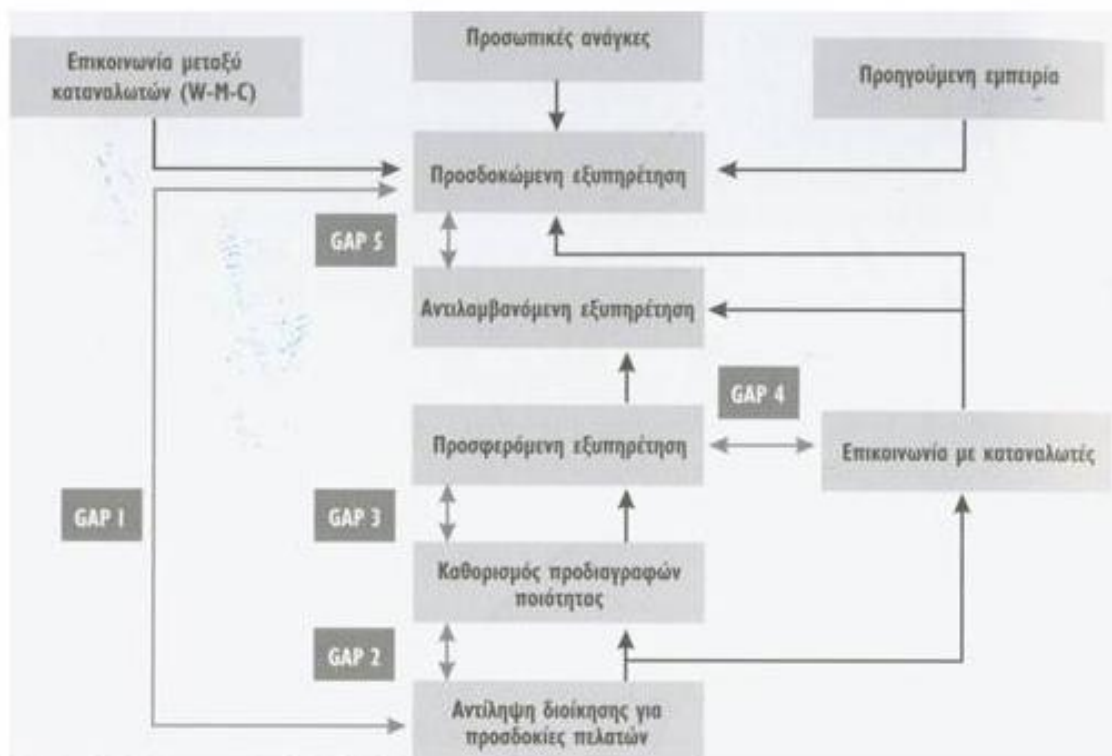 Προσωπικές ανάγκες
Επικοινωνία μεταξύ
καταναλωτών (W-M-C)
Προηγούμενη εμπειρία
Προσδοκώμενη εξυπηρέτηση
GAP 5
Αντιλαμβανόμενη εξυπηρέτηση
GAP 4
Προσφερόμενη εξυπηρέτηση
Επικοινωνία με καταναλωτές
GAP 1
GAP 3
Καθορισμός προδιαγραφών
ποιότητας
GAP 2
Αντίληψη διοίκησης για
προσδοκίες πελατών